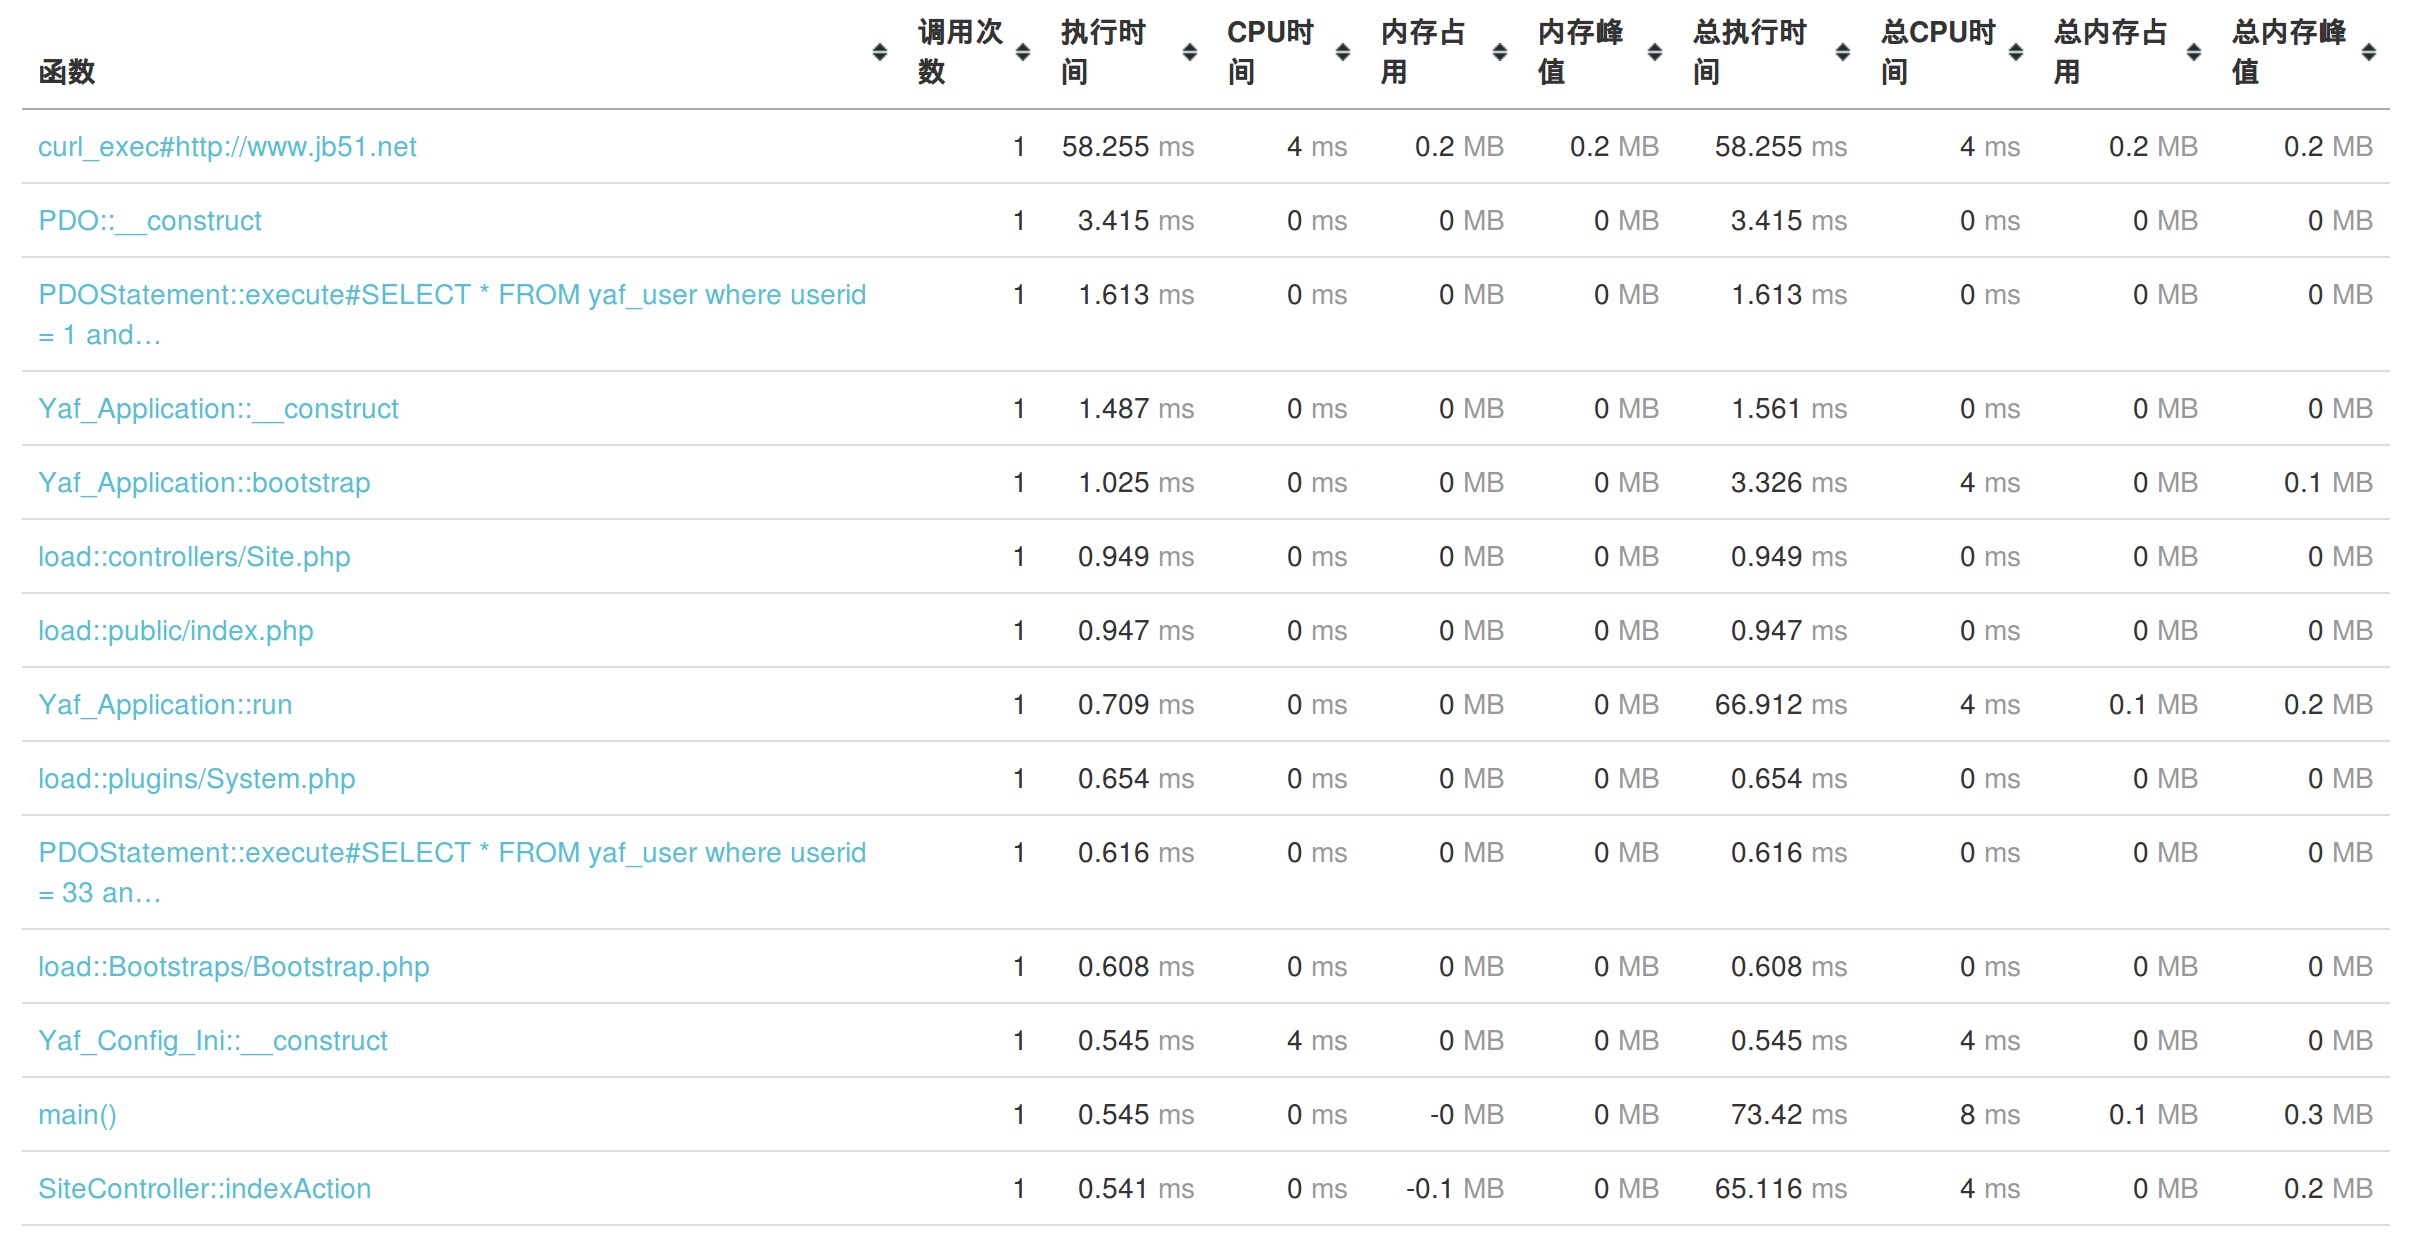 函数 调用次数 执行时间 CPU时间 内存占用 内存峰值 总执行时间 总CPU时间 总内存占用 总内存峰值
curl_exec#http://www.jb51.net 1 58.255 ms 4 ms 0.2 MB 0.2 MB 58.255 ms 4 ms 0.2 MB 0.2 MB
PDO::__construct 1 3.415 ms 0 ms 0 MB 0 MB 3.415 ms 0 ms 0 MB 0 MB
PDOStatement::execute#SELECT * FROM yaf_user where userid 1 1.613 ms 0 ms 0 MB 0 MB 1.613 ms 0 ms 0 MB 0 MB
= 1 and…
Yaf_Application::__construct 1 1.487 ms 0 ms 0 MB 0 MB 1.561 ms 0 ms 0 MB 0 MB
Yaf_Application::bootstrap 1 1.025 ms 0 ms 0 MB 0 MB 3.326 ms 4 ms 0 MB 0.1 MB
load::controllers/Site.php 1 0.949 ms 0 ms 0 MB 0 MB 0.949 ms 0 ms 0 MB 0 MB
load::public/index.php 1 0.947 ms 0 ms 0 MB 0 MB 0.947 ms 0 ms 0 MB 0 MB
Yaf_Application::run 1 0.709 ms 0 ms 0 MB 0 MB 66.912 ms 4 ms 0.1 MB 0.2 MB
load::plugins/System.php 1 0.654 ms 0 ms 0 MB 0 MB 0.654 ms 0 ms 0 MB 0 MB
PDOStatement::execute#SELECT * FROM yaf_user where userid 1 0.616 ms 0 ms 0 MB 0 MB 0.616 ms 0 ms 0 MB 0 MB
= 33 an…
load::Bootstraps/Bootstrap.php 1 0.608 ms 0 ms 0 MB 0 MB 0.608 ms 0 ms 0 MB 0 MB
Yaf_Config_Ini::__construct 1 0.545 ms 4 ms 0 MB 0 MB 0.545 ms 4 ms 0 MB 0 MB
main() 1 0.545 ms 0 ms -0 MB 0 MB 73.42 ms 8 ms 0.1 MB 0.3 MB
SiteController::indexAction 1 0.541 ms 0 ms -0.1 MB 0 MB 65.116 ms 4 ms 0 MB 0.2 MB